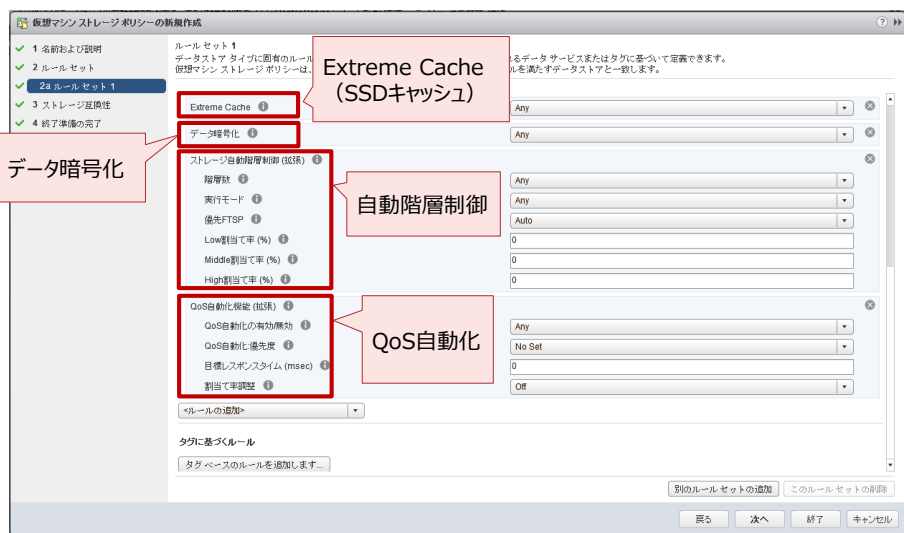 仮想マシン ストレージ ポリシーの新規作成
?
1 名前および説明
2 ルール セット
2a ルール セット 1
3 ストレージ互換性
4 終了準備の完了
ルール セット 1
データストア タイプに固有のルール
るデータ サービスまたはタグに基づいて定義できます。
仮想マシン ストレージ ポリシーは、
ルを満たすデータストアと一致します。
Extreme Cache
(SSDキャッシュ)
Extreme Cache
Any
データ暗号化
データ暗号化
Any
ストレージ自動階層制御 (拡張)
階層数
Any
実行モード
Any
優先FTSP
Auto
Low割当て率 (%)
0
Middle割当て率 (%)
0
High割当て率 (%)
0
自動階層制御
QoS自動化機能 (拡張)
QoS自動化の有効/無効
Any
QoS自動化:優先度
No Set
目標レスポンスタイム (msec)
0
割当て率調整
Off
QoS自動化
<ルールの追加>
タグに基づくルール
タグ ベースのルールを追加します...
別のルール セットの追加
このルール セットの削除
戻る
次へ
終了
キャンセル